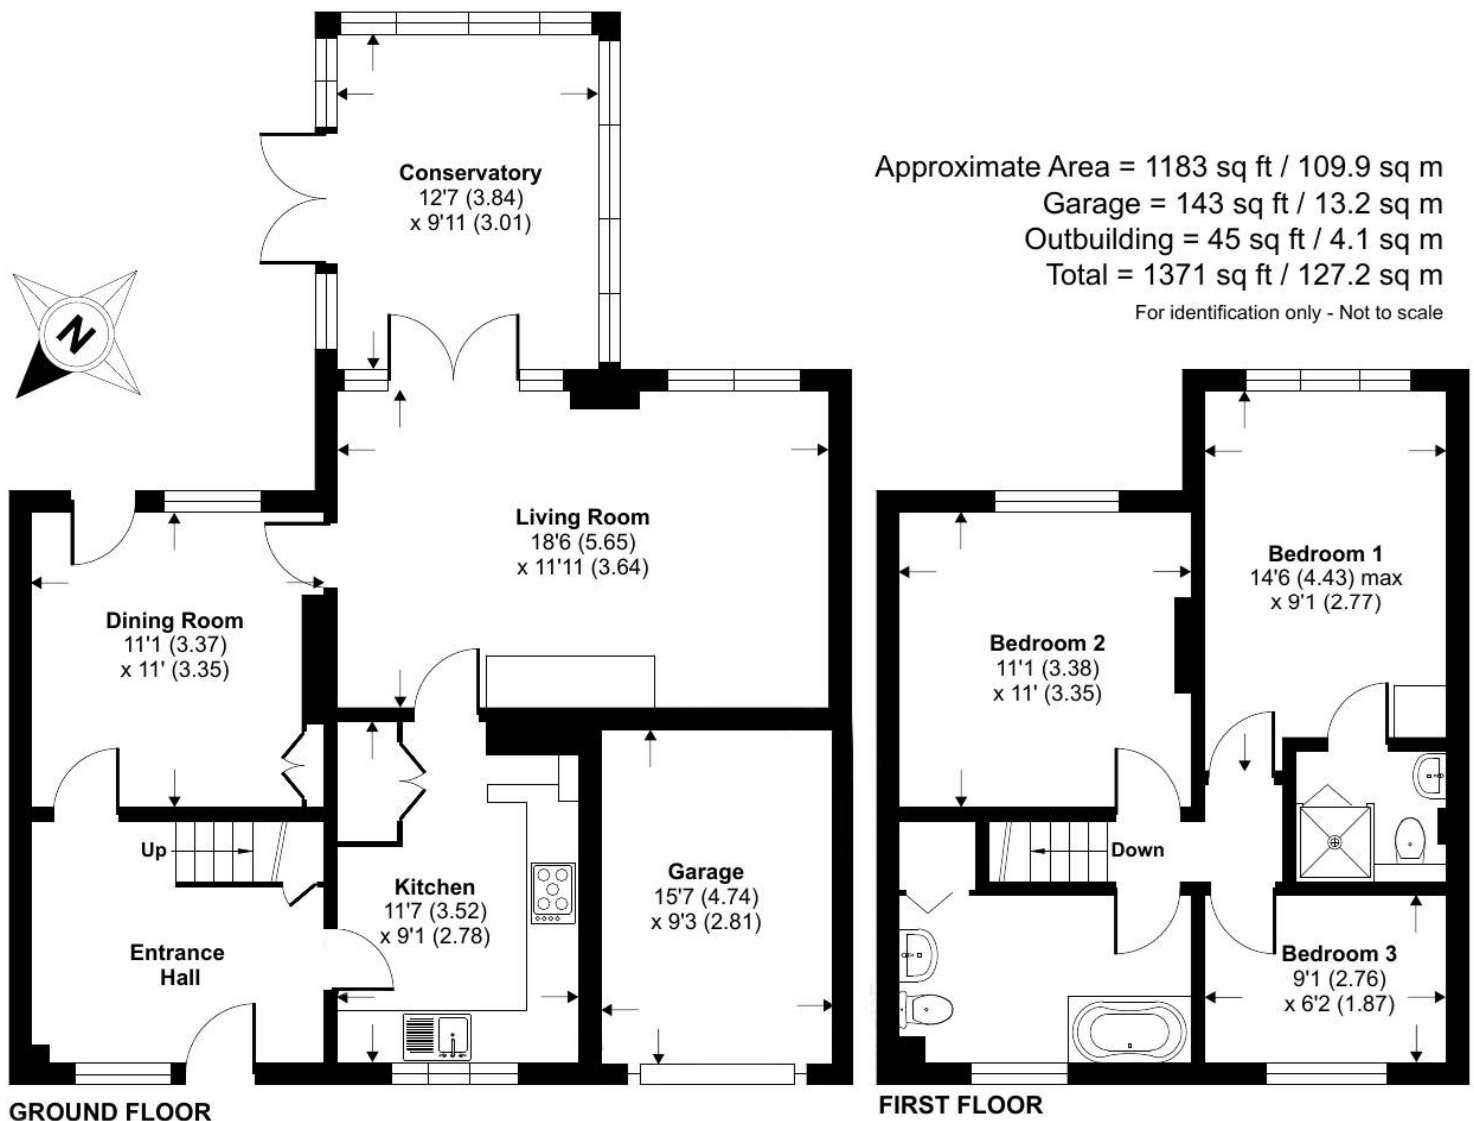 Conservatory
12'7 (3.84)
x 9'11 (3.01)
Approximate Area = 1183 sq ft / 109.9 sq m
Garage = 143 sq ft / 13.2 sq m
Outbuilding = 45 sq ft / 4.1 sq m
Total = 1371 sq ft / 127.2 sq m
For identification only - Not to scale
N
Living Room
18'6 (5.65)
x 11'11 (3.64)
Dining Room
11'1 (3.37)
x 11' (3.35)
Bedroom 1
14'6 (4.43) max
x 9'1 (2.77)
Bedroom 2
11'1 (3.38)
x 11' (3.35)
Up
Down
Kitchen
11'7 (3.52)
x 9'1 (2.78)
Garage
15'7 (4.74)
x 9'3 (2.81)
Entrance
Hall
Bedroom 3
9'1 (2.76)
x 6'2 (1.87)
GROUND FLOOR
FIRST FLOOR